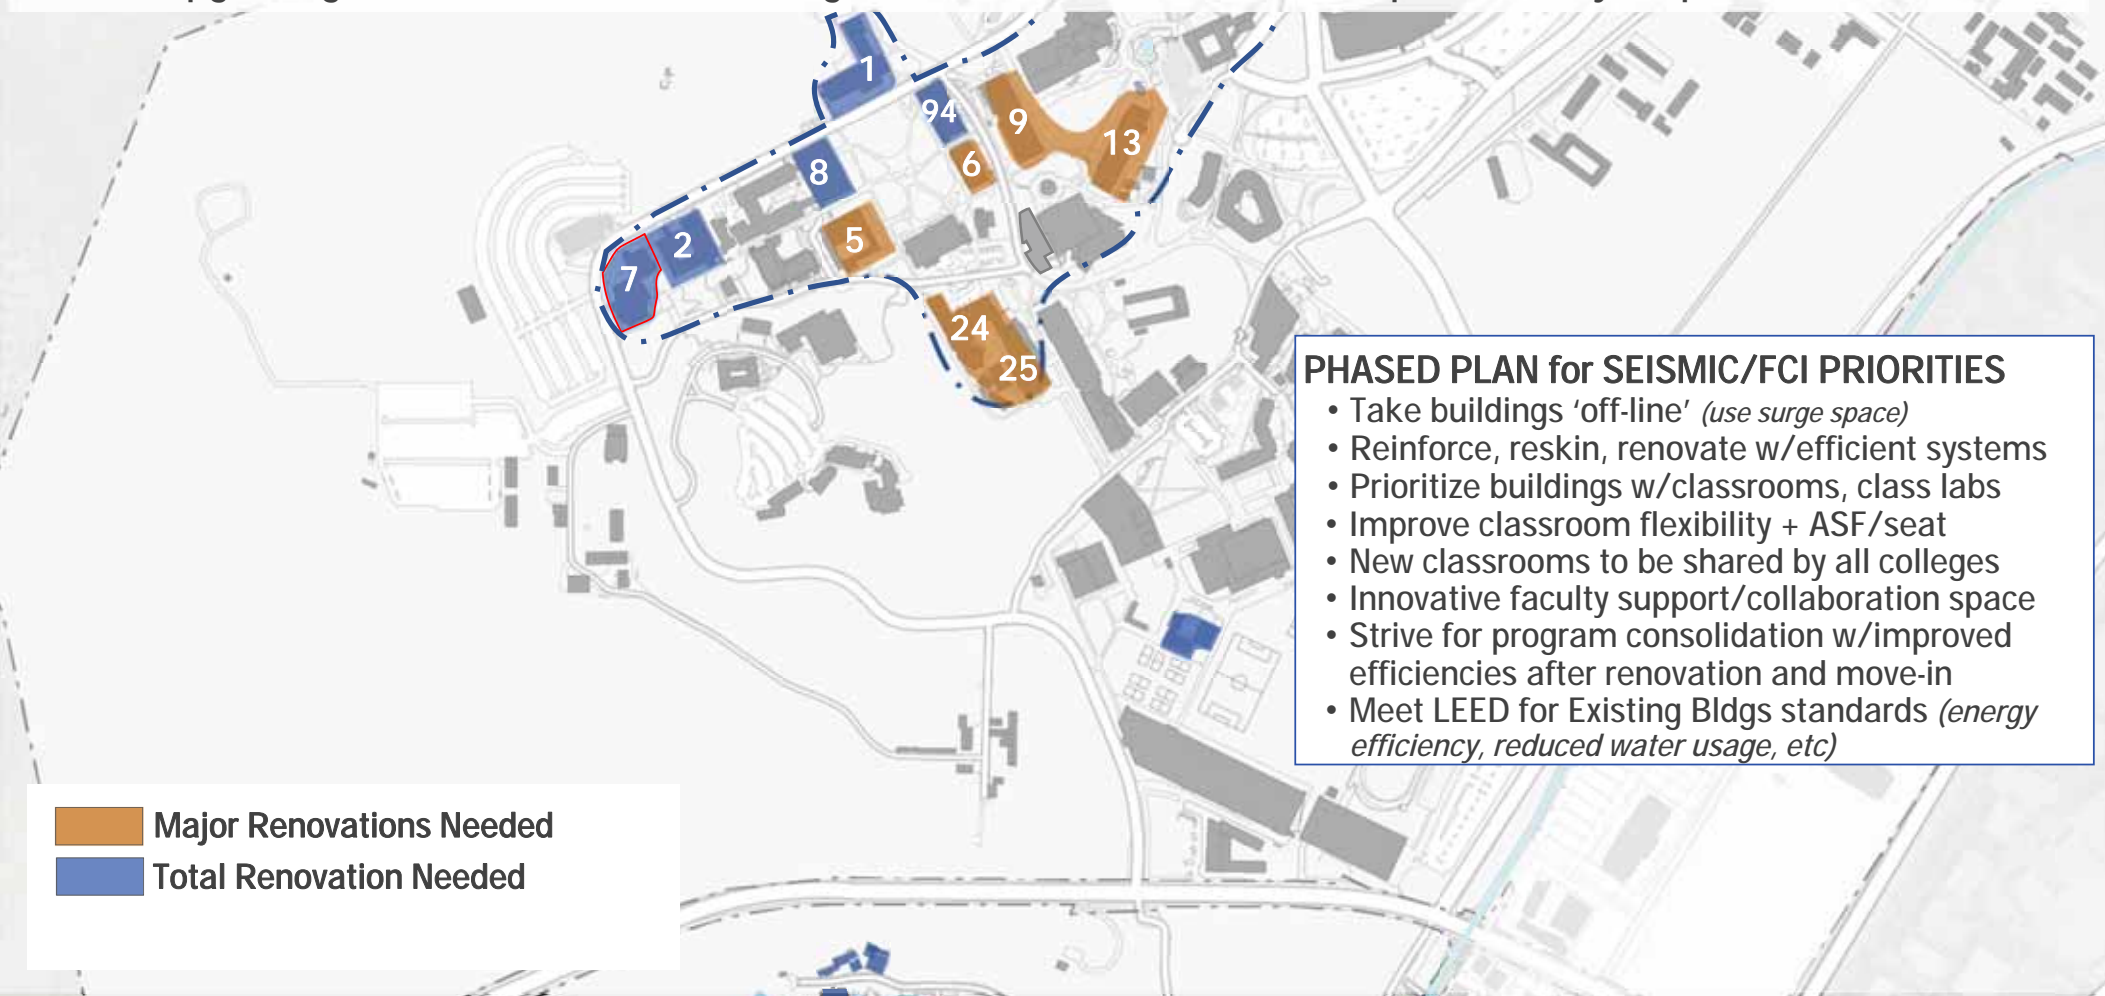 1
94
9
13
6
8
5
2
7
24
25
PHASED PLAN for SEISMIC/FCI PRIORITIES
• Take buildings ‘off-line’ (use surge space)
• Reinforce, reskin, renovate w/efficient systems
• Prioritize buildings w/classrooms, class labs
• Improve classroom flexibility + ASF/seat
• New classrooms to be shared by all colleges
• Innovative faculty support/collaboration space
• Strive for program consolidation w/improved
efficiencies after renovation and move-in
• Meet LEED for Existing Bldgs standards (energy
efficiency, reduced water usage, etc)
Major Renovations Needed
Total Renovation Needed